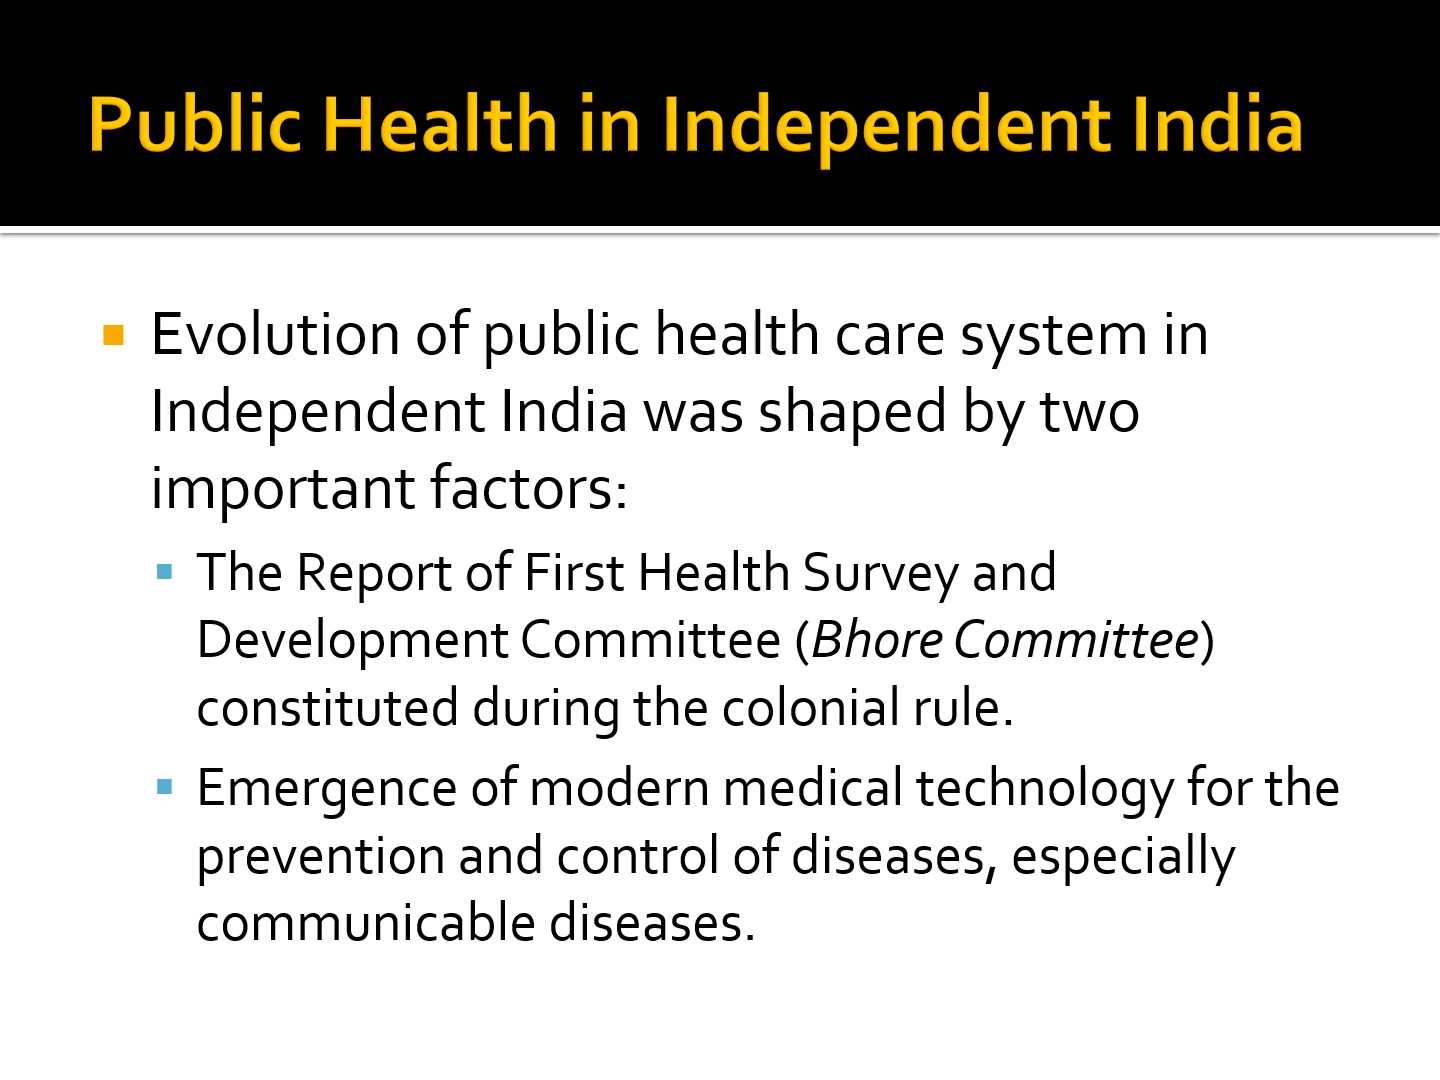 Public Health in Independent India
Evolution of public health care system in
Independent India was shaped by two
important factors:
The Report of First Health Survey and
Development Committee (Bhore Committee)
constituted during the colonial rule.
Emergence of modern medical technology for the
prevention and control of diseases, especially
communicable diseases.